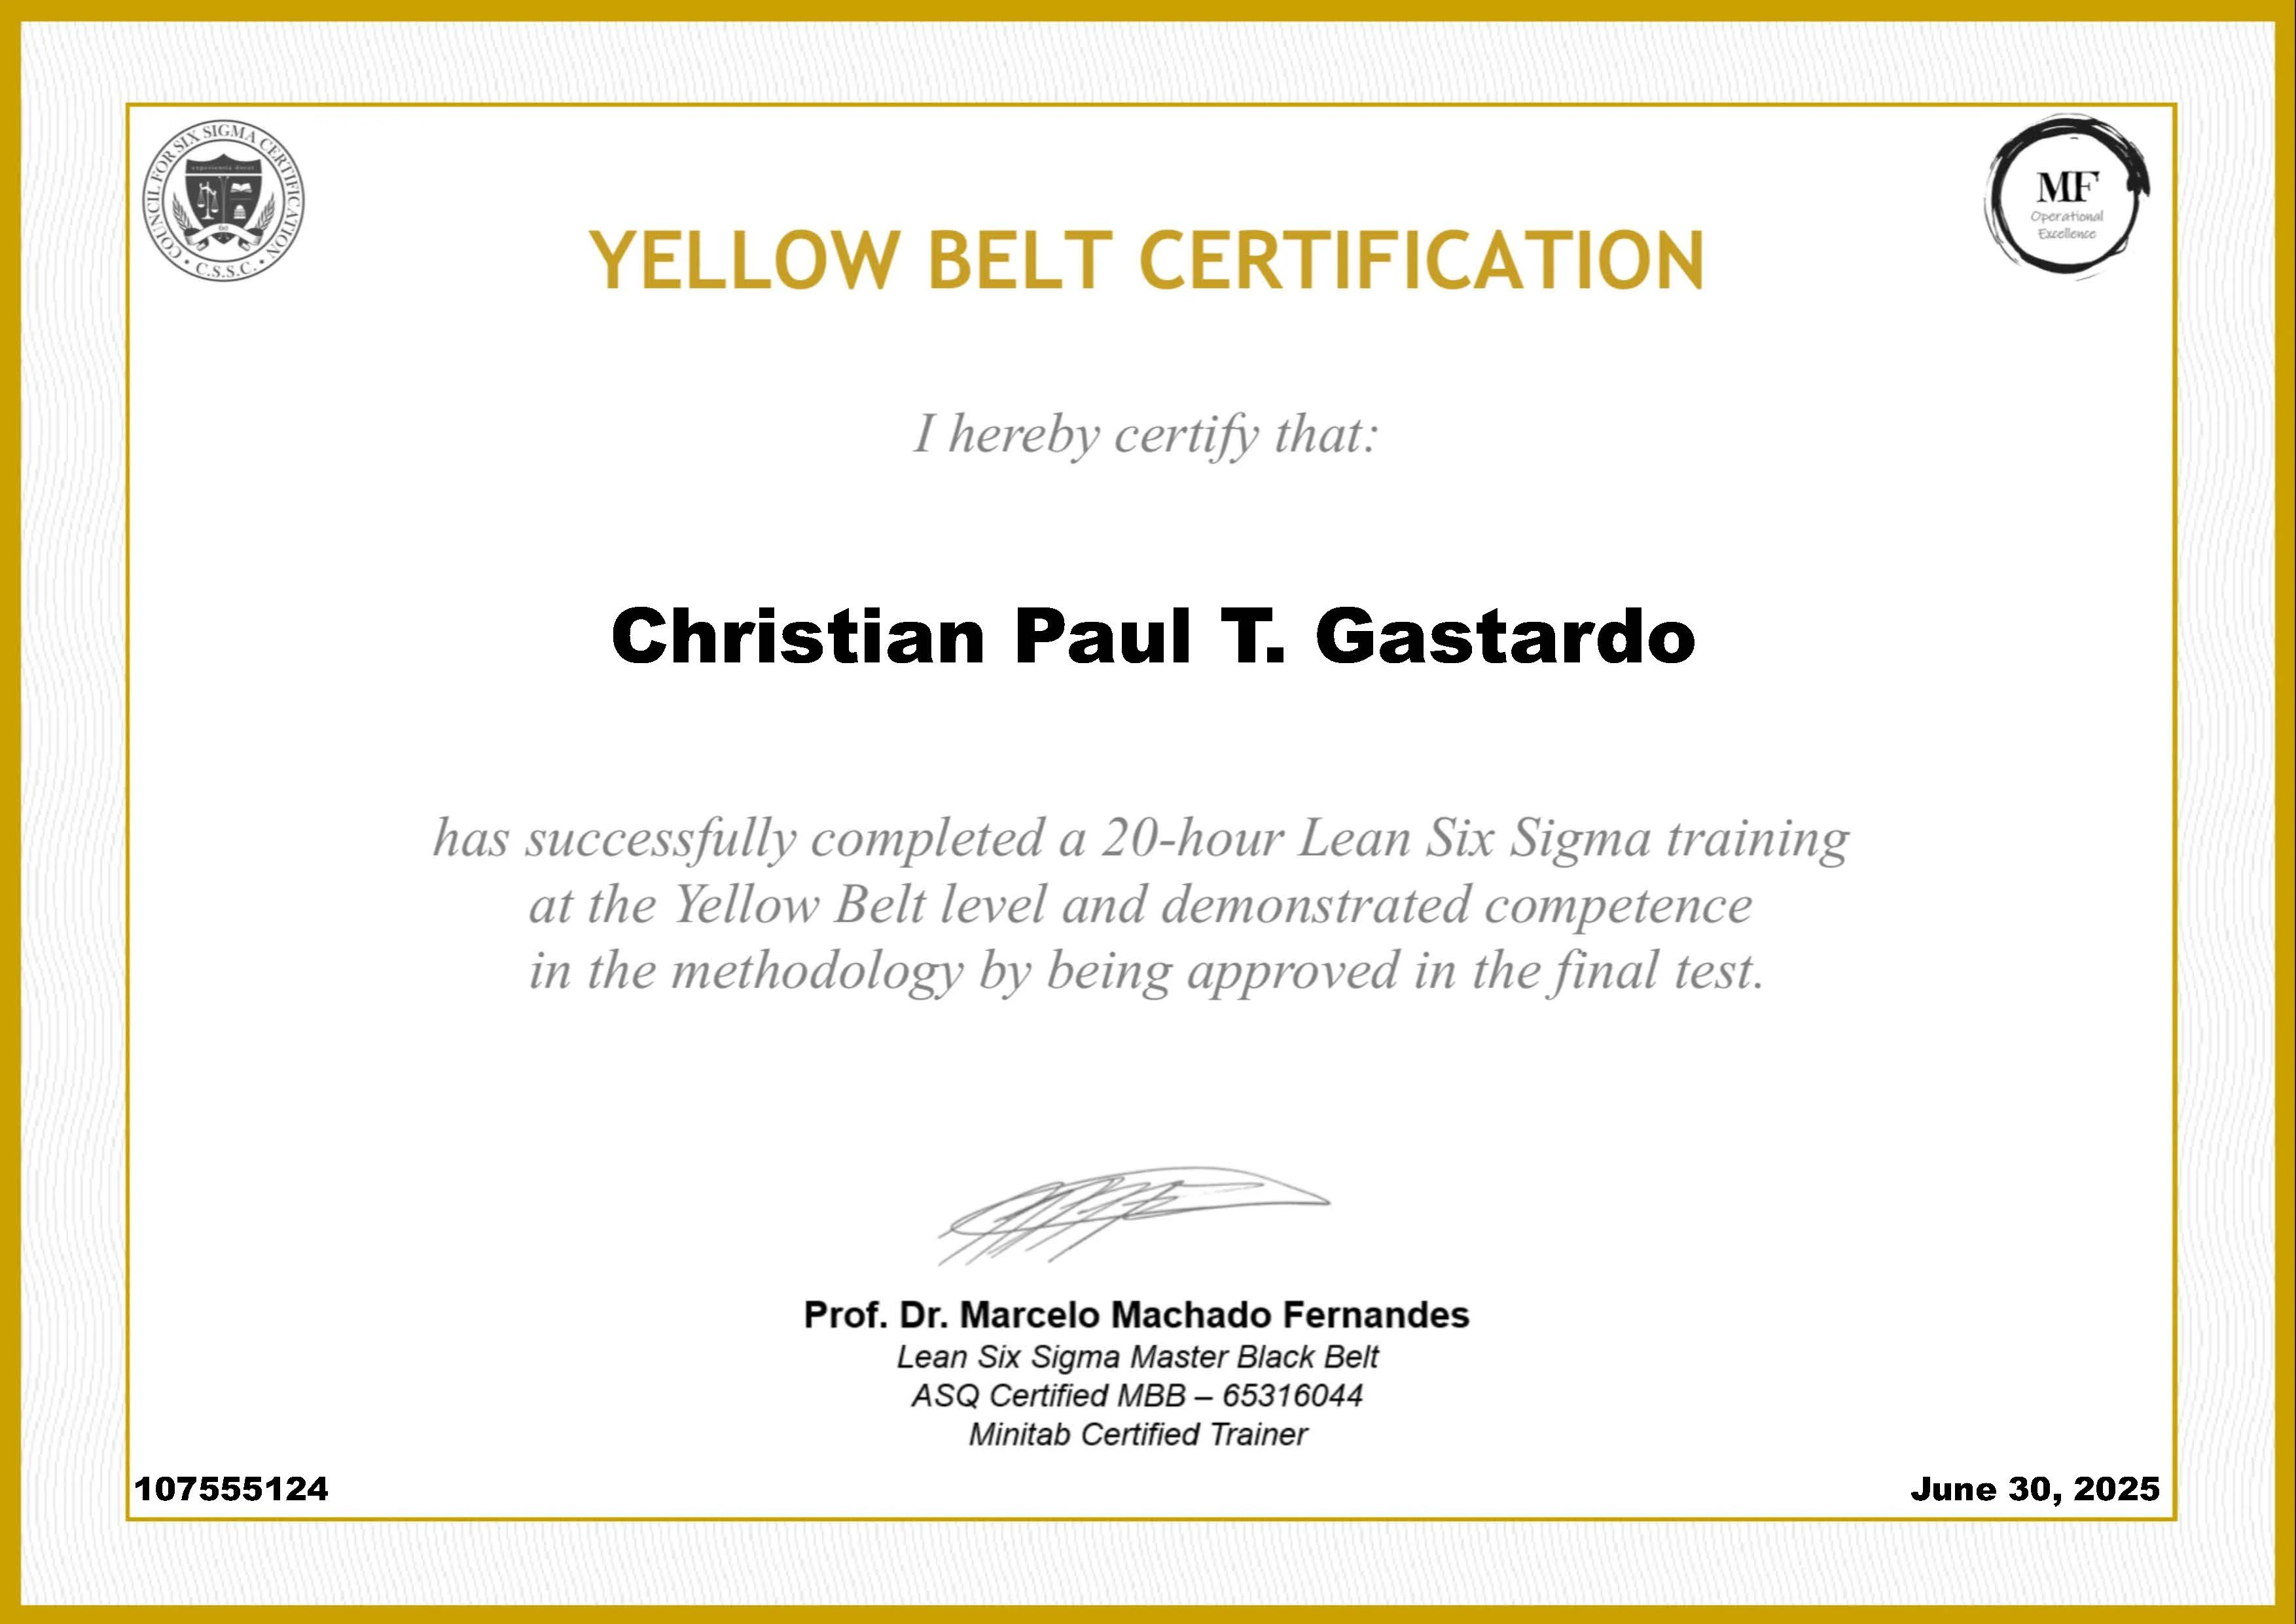 COUNCIL FOR SIX SIGMA CERTIFICATION
• C.S.S.C. •
MF
Operational
Excellence
YELLOW BELT CERTIFICATION
I hereby certify that:
Christian Paul T. Gastardo
has successfully completed a 20-hour Lean Six Sigma training
at the Yellow Belt level and demonstrated competence
in the methodology by being approved in the final test.
Prof. Dr. Marcelo Machado Fernandes
Lean Six Sigma Master Black Belt
ASQ Certified MBB – 65316044
Minitab Certified Trainer
107555124
June 30, 2025